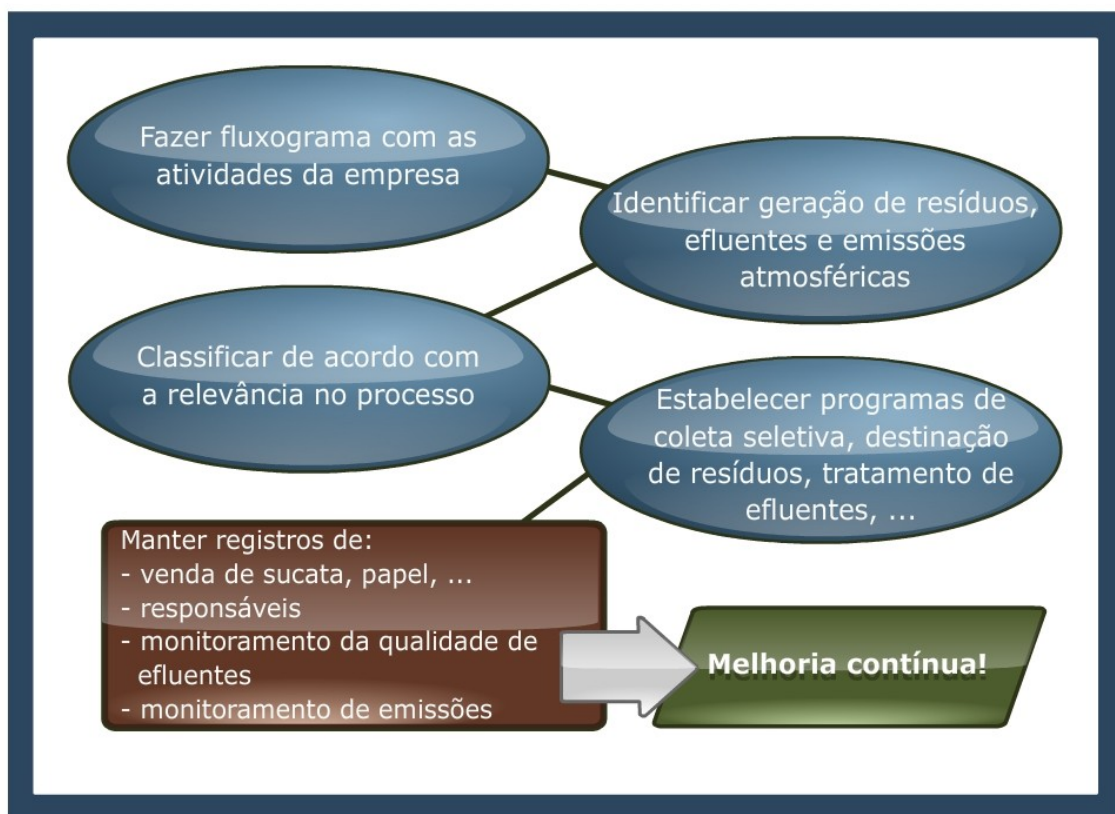 Fazer fluxograma com as
atividades da empresa
Identificar geração de resíduos,
efluentes e emissões
atmosféricas
Classificar de acordo com
a relevância no processo
Estabelecer programas de
coleta seletiva, destinação
de resíduos, tratamento de
efluentes, ...
Manter registros de:
- venda de sucata, papel, ...
- responsáveis
- monitoramento da qualidade de
efluentes
- monitoramento de emissões
Melhoria contínua!